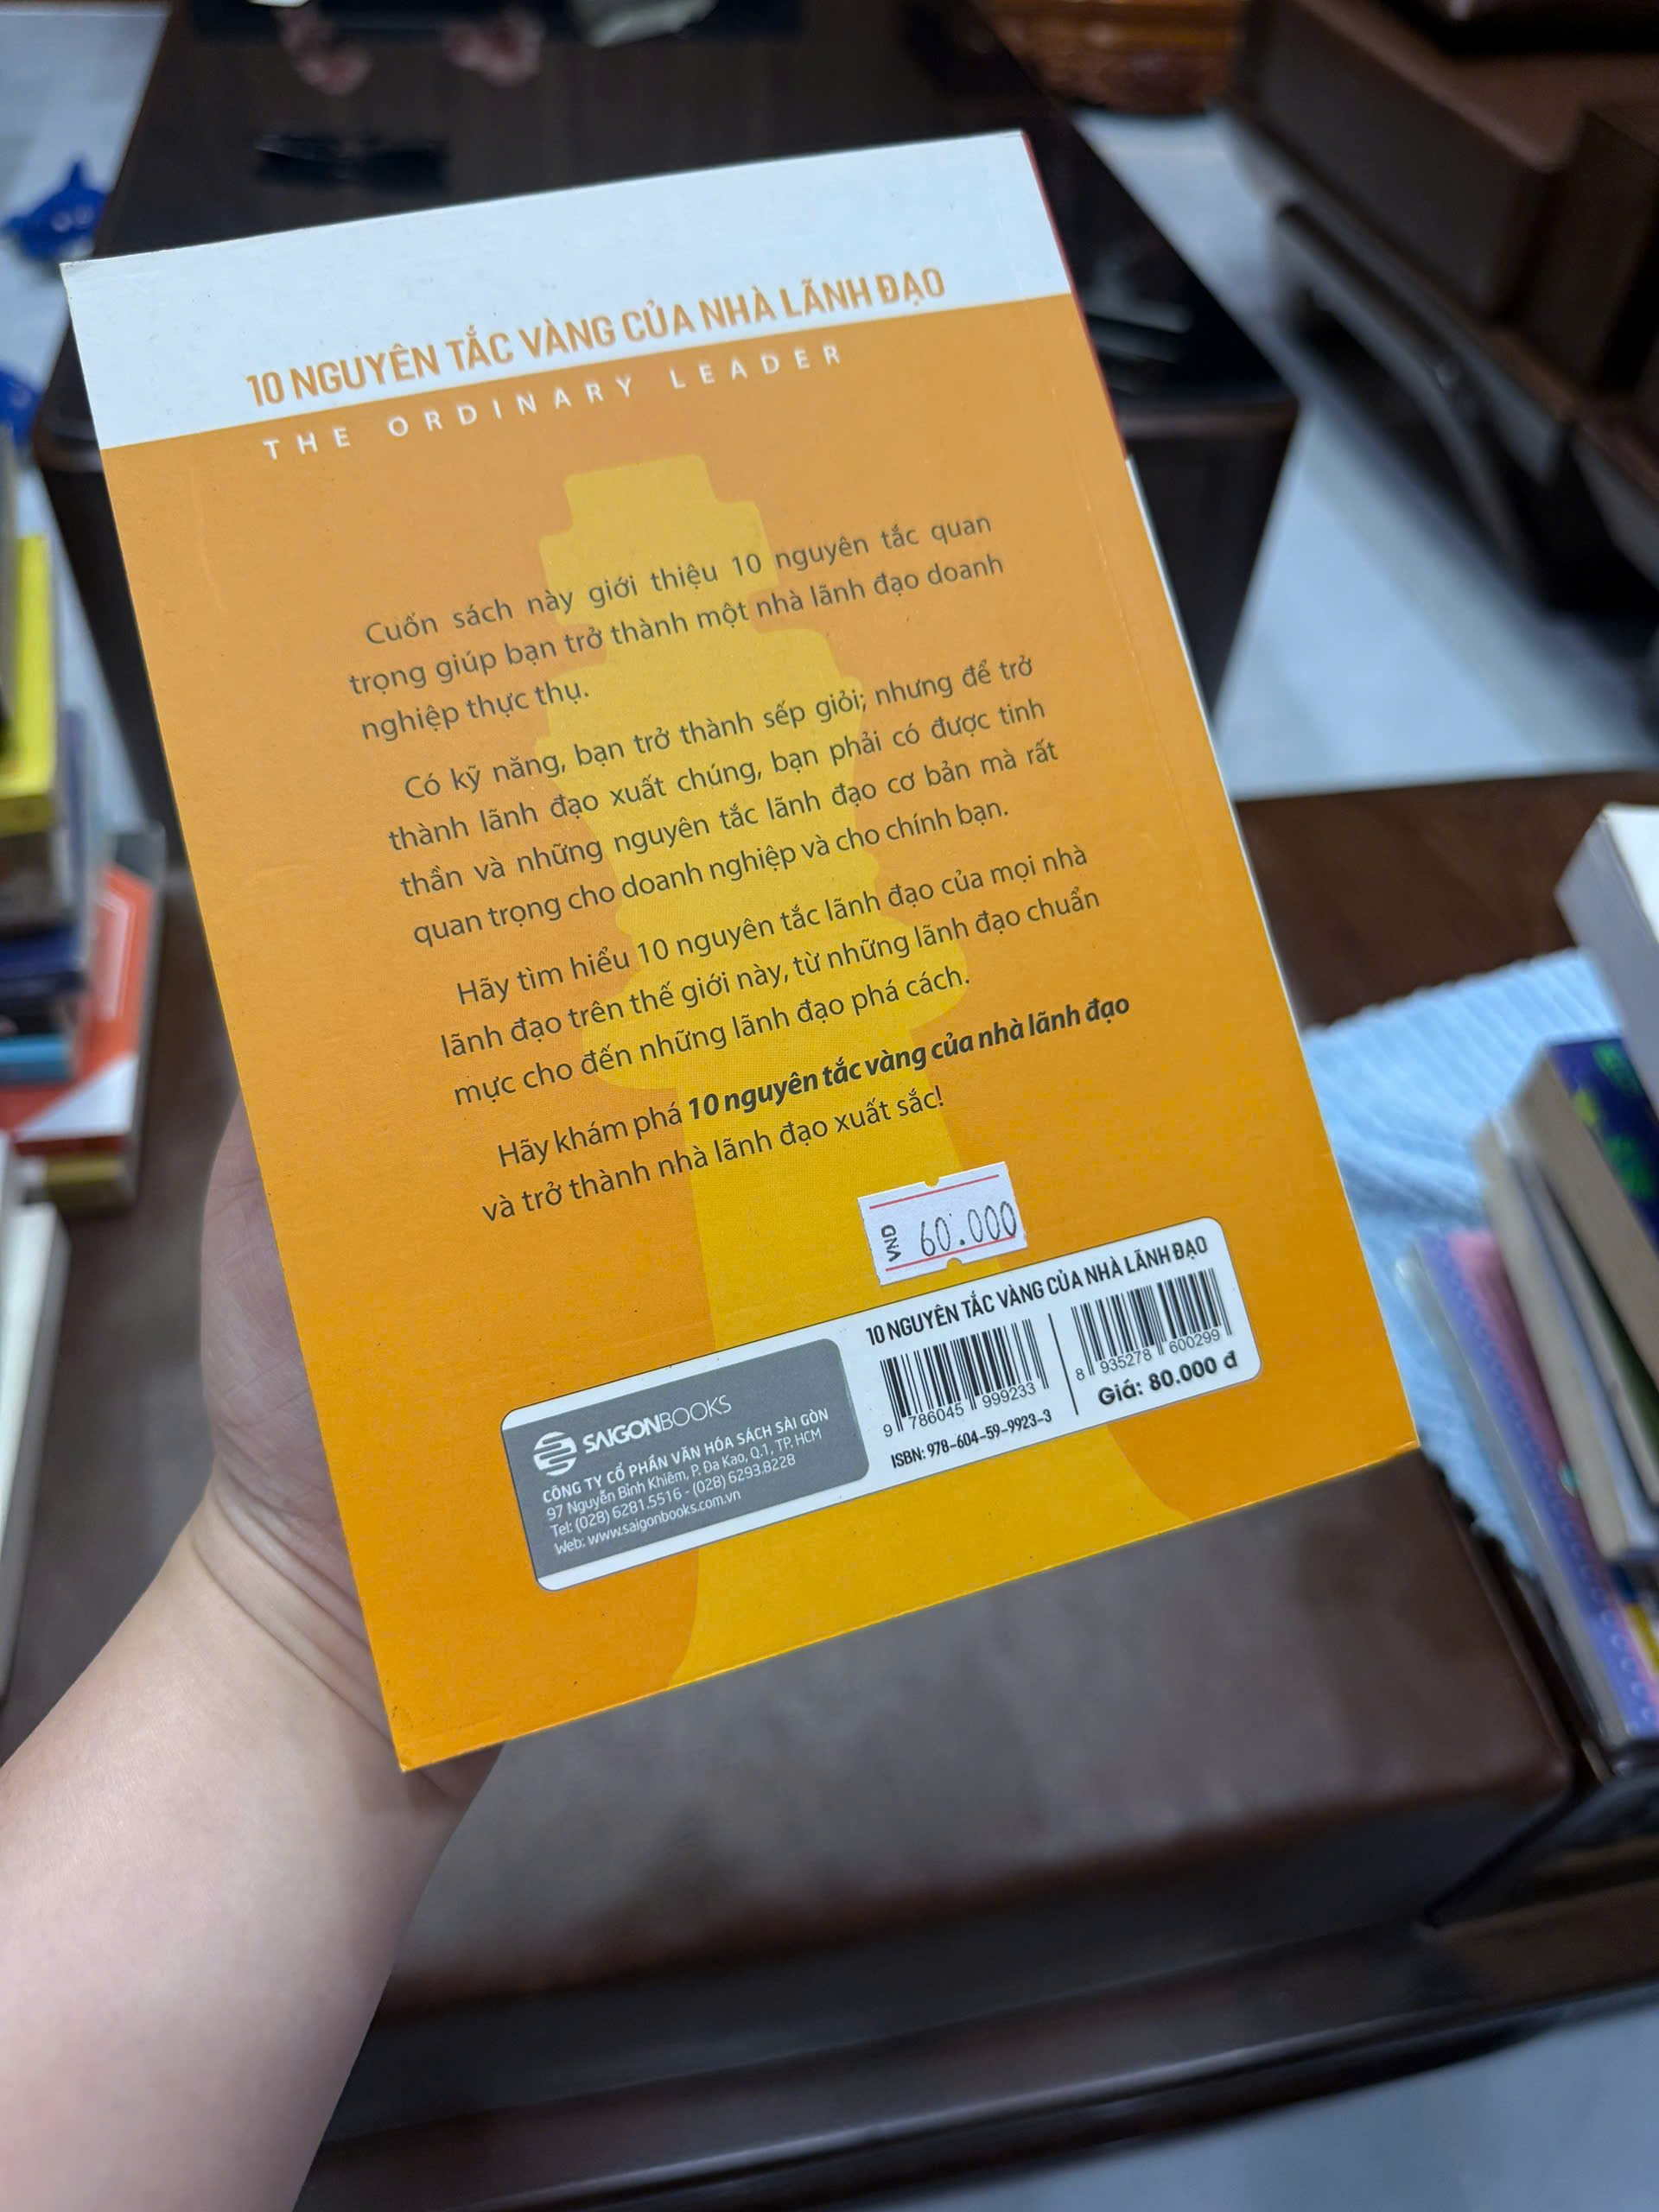 10 NGUYÊN TẮC VÀNG CỦA NHÀ LÃNH ĐẠO
THE ORDINARY LEADER
Cuốn sách này giới thiệu 10 nguyên tắc quan
trọng giúp bạn trở thành một nhà lãnh đạo doanh
nghiệp thực thụ.
Có kỹ năng, bạn trở thành sếp giỏi; nhưng để trở
thành lãnh đạo xuất chúng, bạn phải có được tinh
thần và những nguyên tắc lãnh đạo cơ bản mà rất
quan trọng cho doanh nghiệp và cho chính bạn.
Hãy tìm hiểu 10 nguyên tắc lãnh đạo của mọi nhà
lãnh đạo trên thế giới này, từ những lãnh đạo chuẩn
mực cho đến những lãnh đạo phá cách.
Hãy khám phá 10 nguyên tắc vàng của nhà lãnh đạo
và trở thành nhà lãnh đạo xuất sắc!
VNĐ 60.000
SAIGONBOOKS
CÔNG TY CỔ PHẦN VĂN HÓA SÁCH SÀI GÒN
97 Nguyễn Bỉnh Khiêm, P. Đa Kao, Q.1, TP. HCM
Tel: (028) 6281.5516 - (028) 6293.8228
Web: www.saigonbooks.com.vn
10 NGUYÊN TẮC VÀNG CỦA NHÀ LÃNH ĐẠO
9 786045 999233
ISBN: 978-604-59-9923-3
8 935278 600299
Giá: 80.000 đ